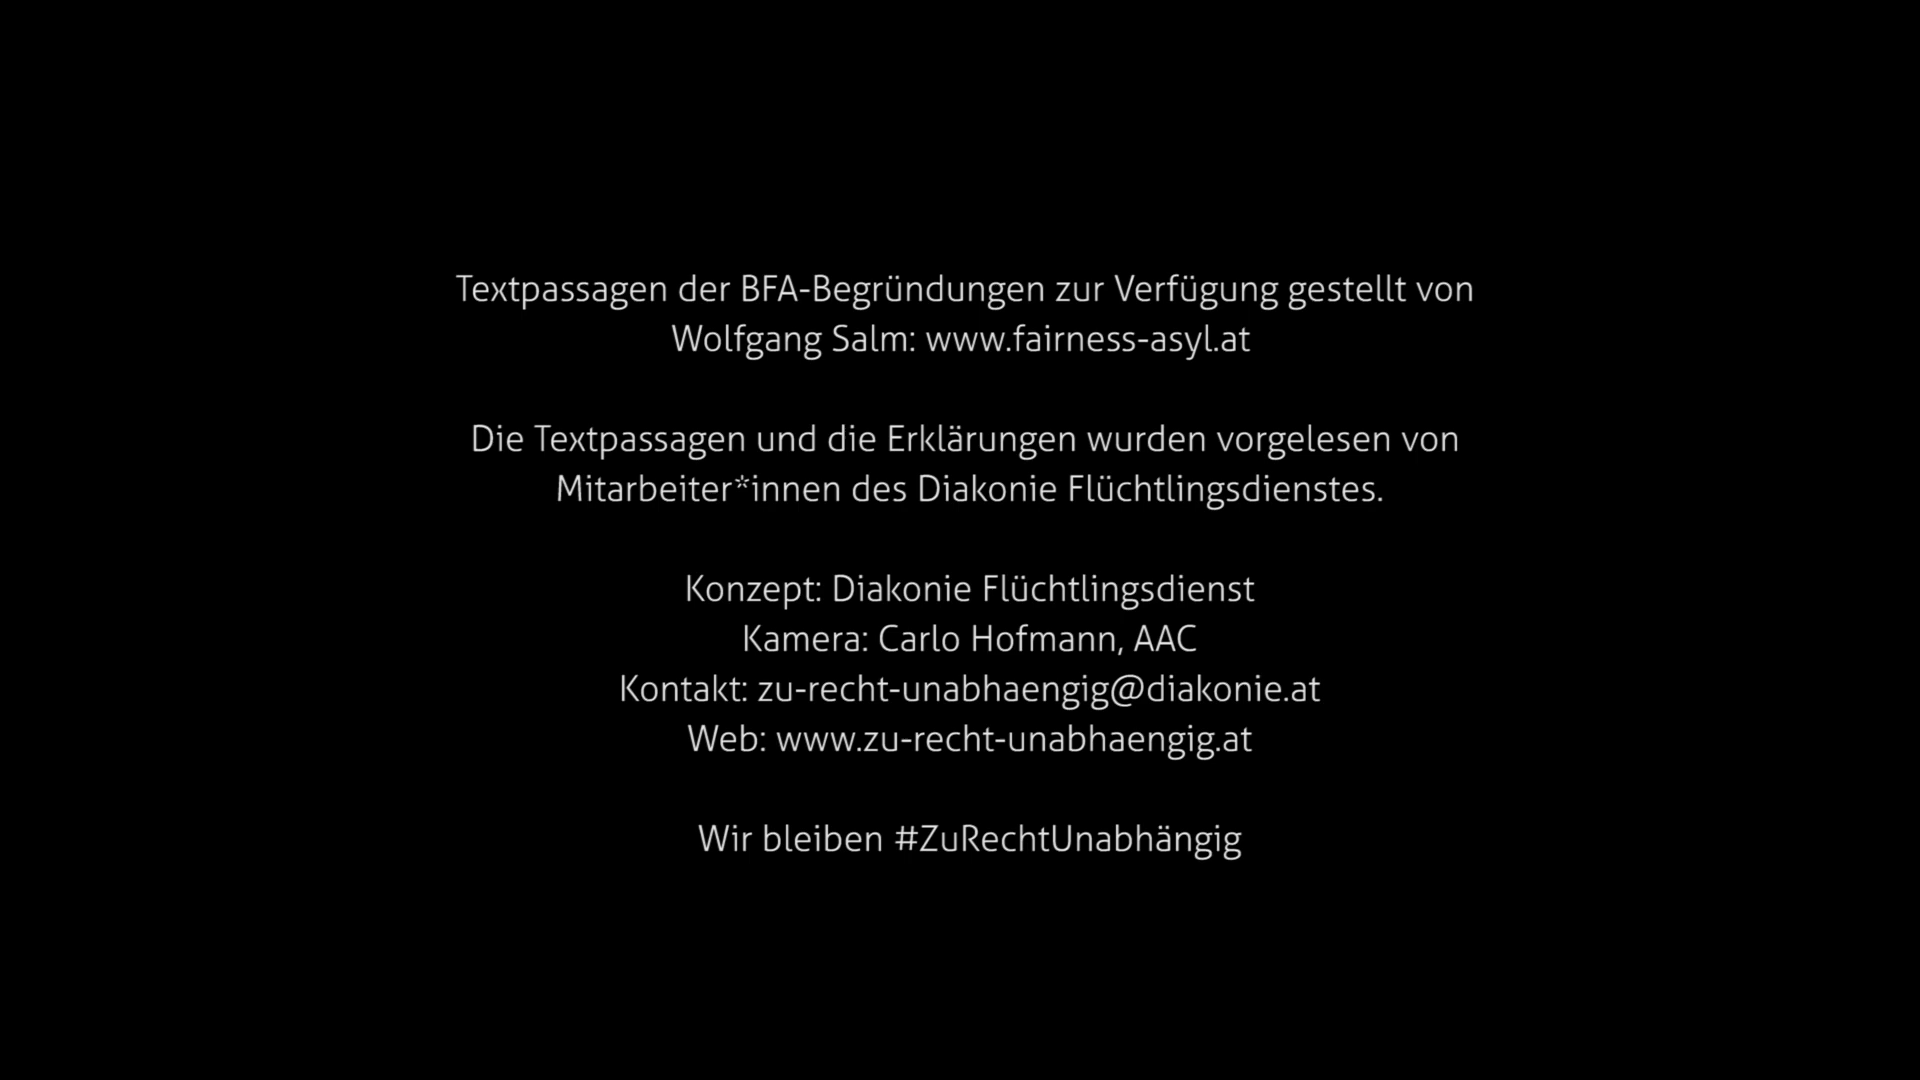 Textpassagen der BFA-Begründungen zur Verfügung gestellt von
Wolfgang Salm: www.fairness-asyl.at
Die Textpassagen und die Erklärungen wurden vorgelesen von
Mitarbeiter*innen des Diakonie Flüchtlingsdienstes.
Konzept: Diakonie Flüchtlingsdienst
Kamera: Carlo Hofmann, AAC
Kontakt: zu-recht-unabhaengig@diakonie.at
Web: www.zu-recht-unabhaengig.at
Wir bleiben #ZuRechtUnabhängig